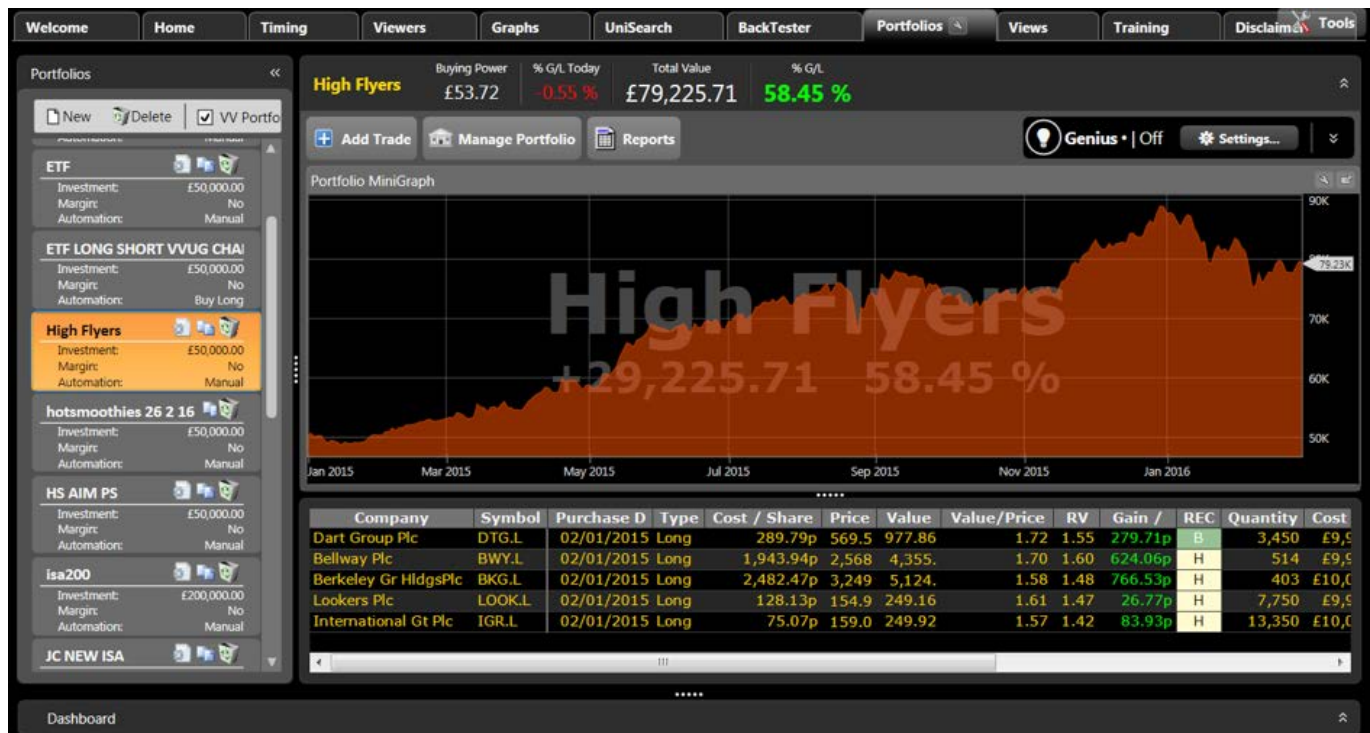 Welcome Home Timing Viewers Graphs UniSearch BackTester Portfolios Views Training Disclaimer Tools
Portfolios «
New Delete VV Portfo
Automation: Manual
ETF
Investment: £50,000.00
Margin: No
Automation: Manual
ETF LONG SHORT VVUG CHA
Investment: £50,000.00
Margin: No
Automation: Buy Long
High Flyers
Investment: £50,000.00
Margin: No
Automation: Manual
hotsmoothies 26 2 16
Investment: £50,000.00
Margin: No
Automation: Manual
HS AIM PS
Investment: £50,000.00
Margin: No
Automation: Manual
isa200
Investment: £200,000.00
Margin: No
Automation: Manual
JC NEW ISA
High Flyers
Buying Power % G/L Today Total Value % G/L
£53.72 -0.55 % £79,225.71 58.45 %
Add Trade Manage Portfolio Reports
Genius • | Off Settings...
Portfolio MiniGraph
High Flyers
+29,225.71 58.45 %
90K
79.23K
70K
60K
50K
Jan 2015 Mar 2015 May 2015 Jul 2015 Sep 2015 Nov 2015 Jan 2016
Company Symbol Purchase D Type Cost / Share Price Value Value/Price RV Gain / REC Quantity Cost
Dart Group Plc DTG.L 02/01/2015 Long 289.79p 569.5 977.86 1.72 1.55 279.71p B 3,450 £9,9
Bellway Plc BWY.L 02/01/2015 Long 1,943.94p 2,568 4,355. 1.70 1.60 624.06p H 514 £9,9
Berkeley Gr HldgsPlc BKG.L 02/01/2015 Long 2,482.47p 3,249 5,124. 1.58 1.48 766.53p H 403 £10,0
Lookers Plc LOOK.L 02/01/2015 Long 128.13p 154.9 249.16 1.61 1.47 26.77p H 7,750 £9,9
International Gt Plc IGR.L 02/01/2015 Long 75.07p 159.0 249.92 1.57 1.42 83.93p H 13,350 £10,0
Dashboard